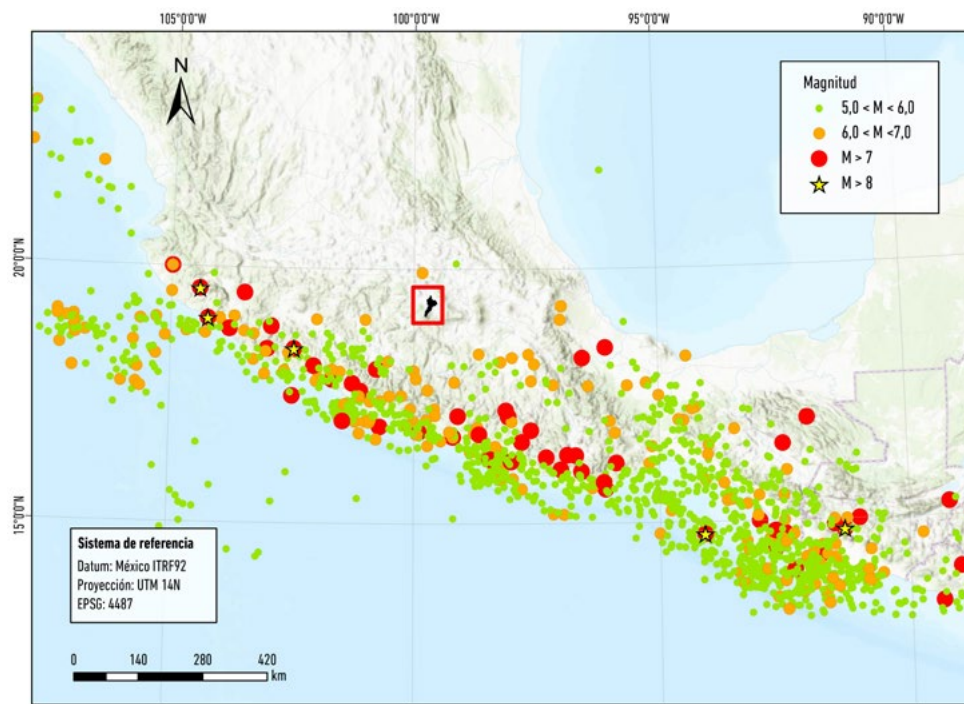 105°0'0"W 100°0'0"W 95°0'0"W 90°0'0"W
N
Magnitud
5,0 < M < 6,0
6,0 < M <7,0
M > 7
M > 8
20°0'0"N
15°0'0"N
Sistema de referencia
Datum: México ITRF92
Proyección: UTM 14N
EPSG: 4487
0 140 280 420
km